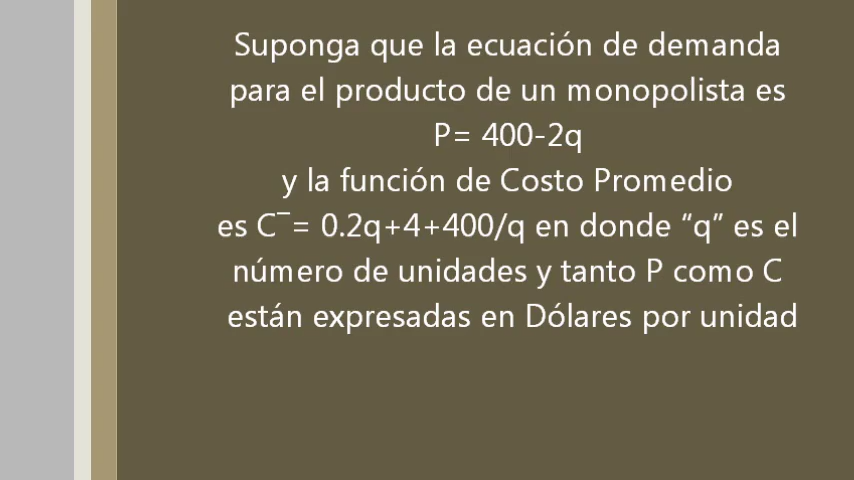 Suponga que la ecuación de demanda
para el producto de un monopolista es
P= 400-2q
y la función de Costo Promedio
es C¯= 0.2q+4+400/q en donde “q” es el
número de unidades y tanto P como C
están expresadas en Dólares por unidad